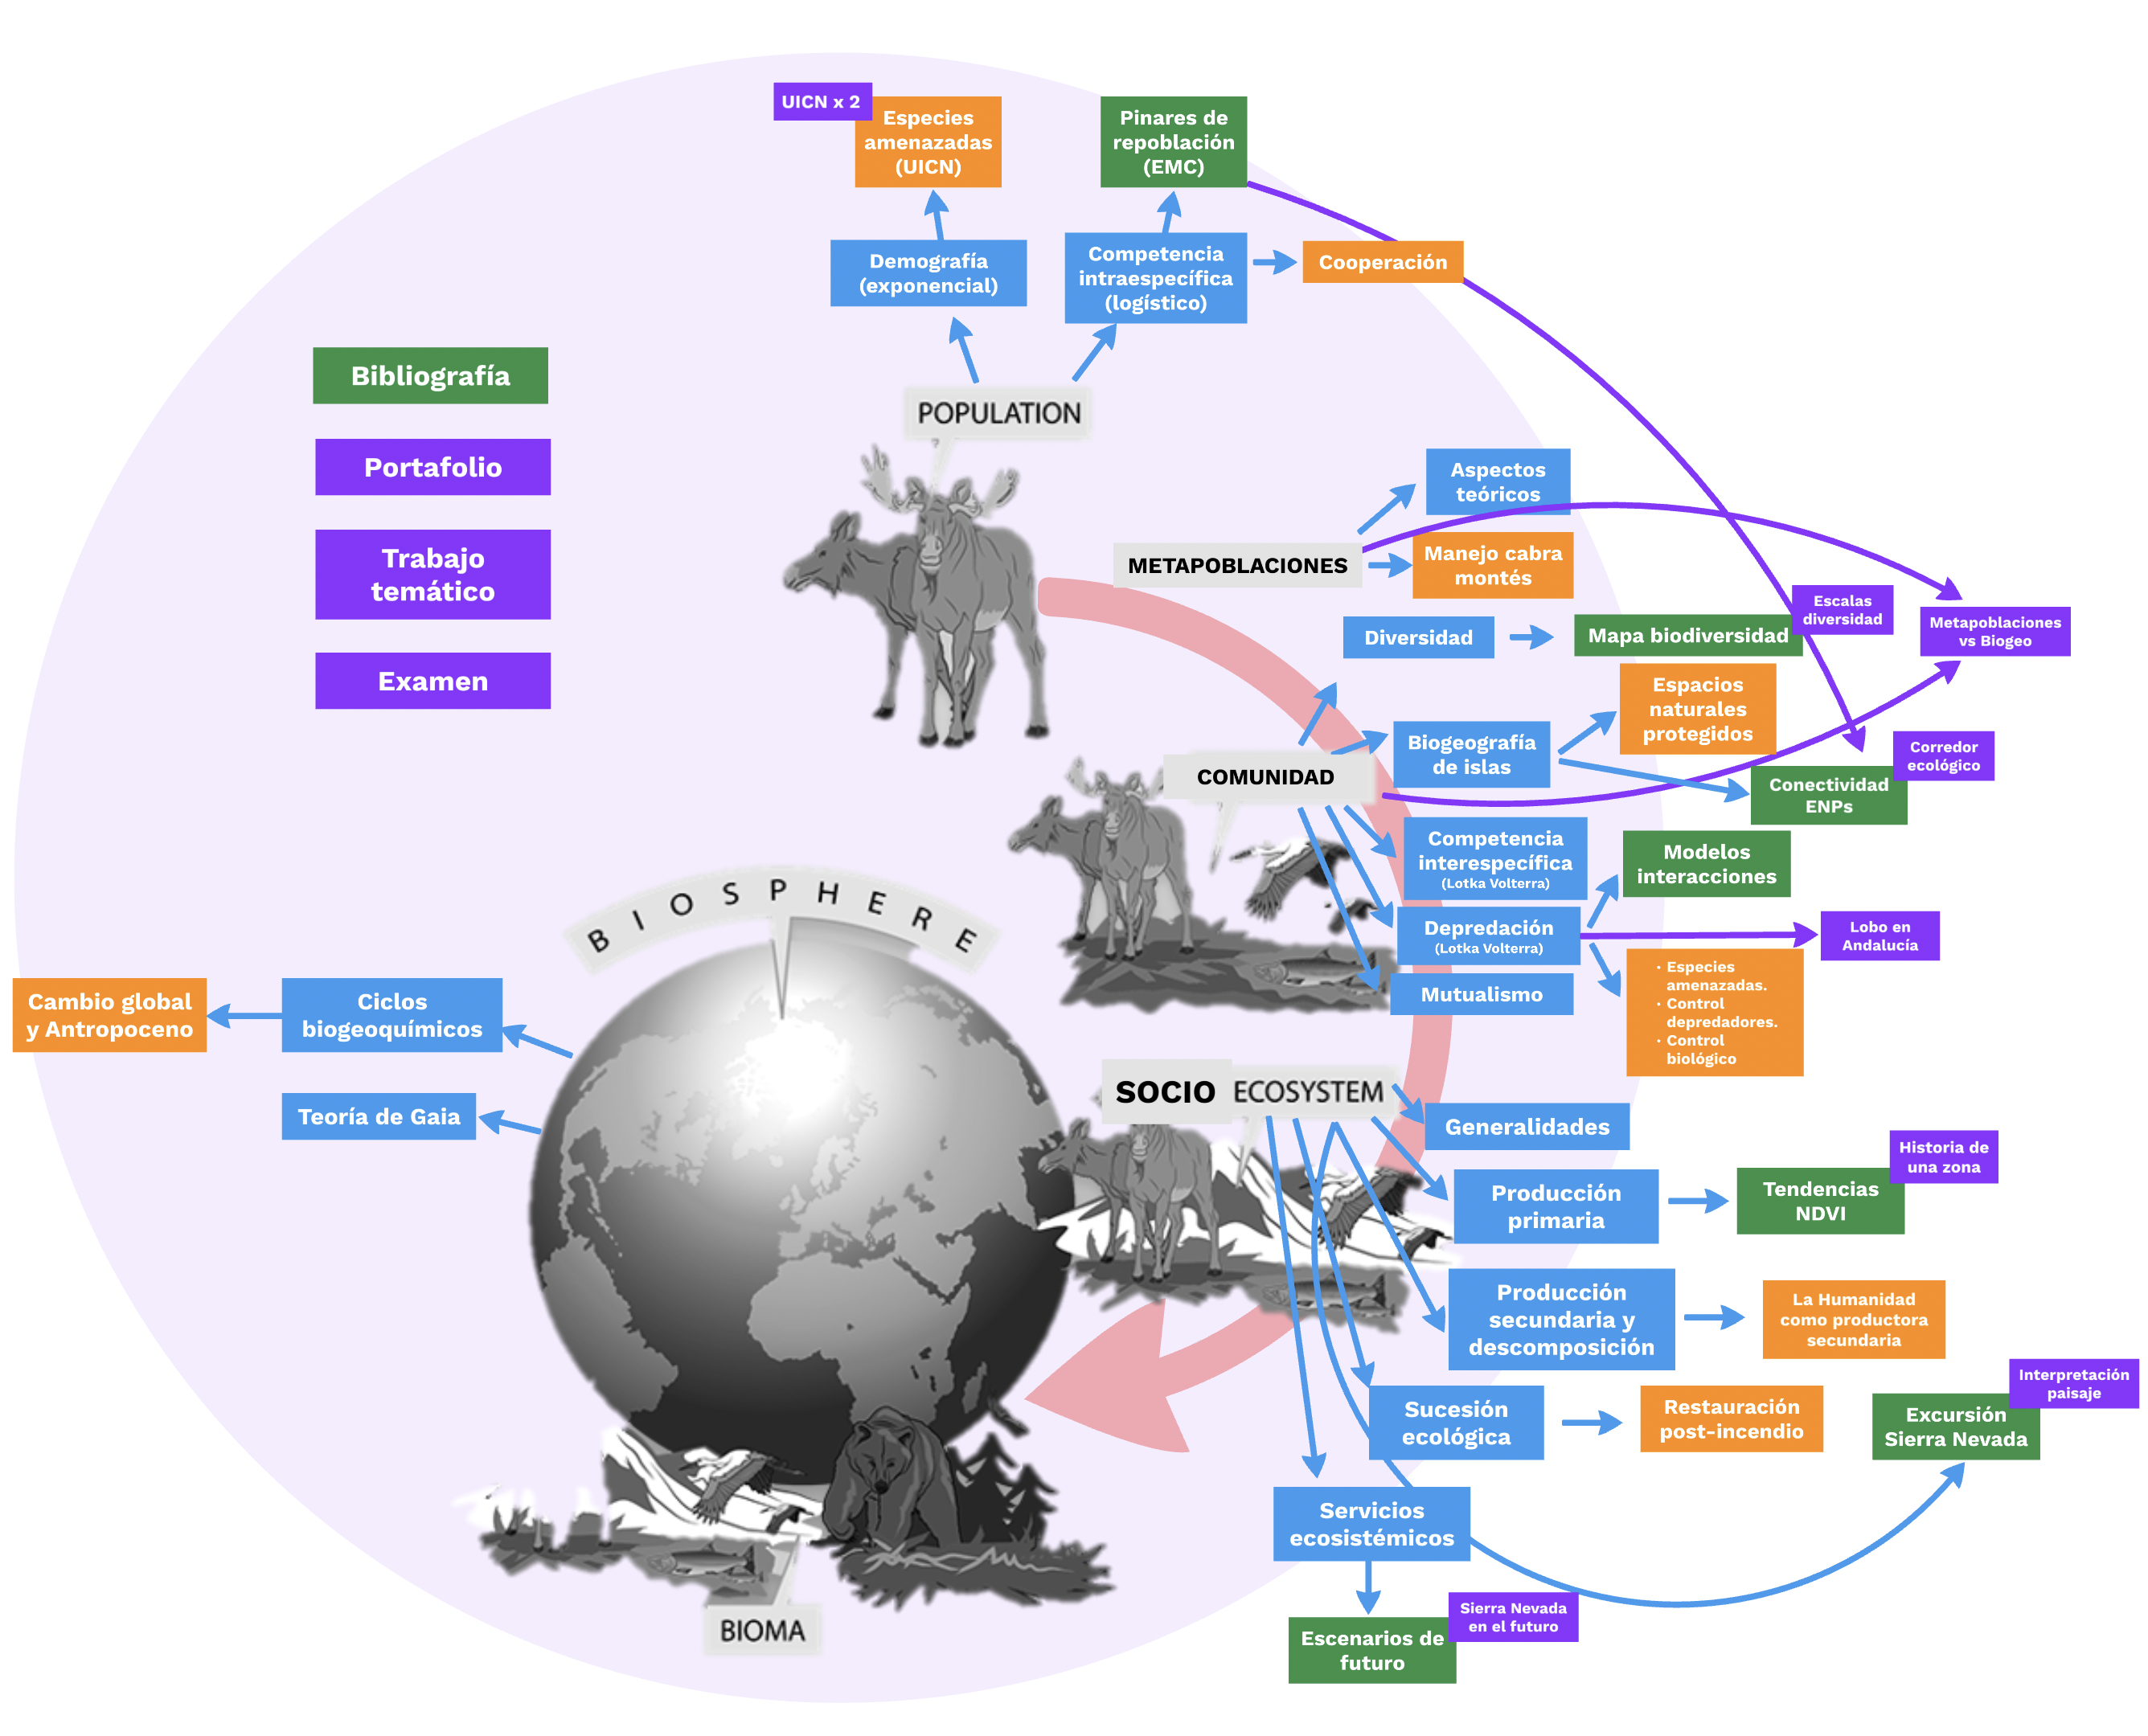 UICN x 2
Especies
amenazadas
(UICN)
Pinares de
repoblación
(EMC)
Demografía
(exponencial)
Competencia
intraespecífica
(logístico)
Cooperación
Bibliografía
Portafolio
Trabajo
temático
Examen
POPULATION
Aspectos
teóricos
METAPOBLACIONES
Manejo cabra
montés
Diversidad
Mapa biodiversidad
Escalas
diversidad
Metapoblaciones
vs Biogeo
Espacios
naturales
protegidos
Biogeografía
de islas
COMUNIDAD
Corredor
ecológico
Conectividad
ENPs
Competencia
interespecífica
(Lotka Volterra)
Modelos
interacciones
Depredación
(Lotka Volterra)
Lobo en
Andalucía
Mutualismo
· Especies
amenazadas.
· Control
depredadores.
· Control
biológico
BIOSPHERE
Cambio global
y Antropoceno
Ciclos
biogeoquímicos
Teoría de Gaia
SOCIO ECOSYSTEM
Generalidades
Producción
primaria
Tendencias
NDVI
Historia de
una zona
Producción
secundaria y
descomposición
La Humanidad
como productora
secundaria
Sucesión
ecológica
Restauración
post-incendio
Interpretación
paisaje
Excursión
Sierra Nevada
Servicios
ecosistémicos
Escenarios de
futuro
Sierra Nevada
en el futuro
BIOMA